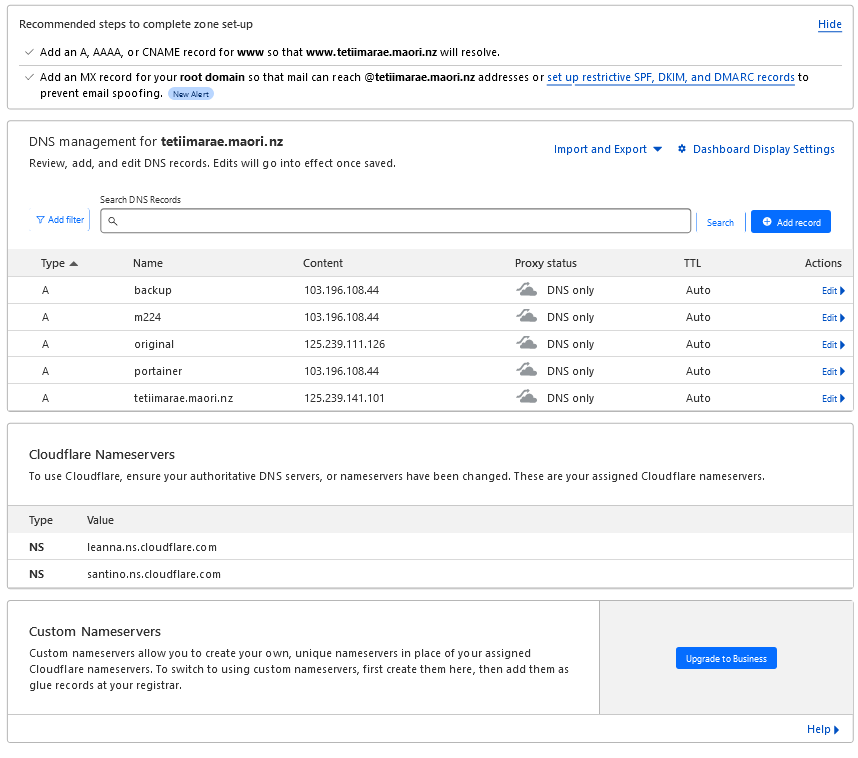 Recommended steps to complete zone set-up
Hide
Add an A, AAAA, or CNAME record for www so that www.tetiimarae.maori.nz will resolve.
Add an MX record for your root domain so that mail can reach @tetiimarae.maori.nz addresses or set up restrictive SPF, DKIM, and DMARC records to
prevent email spoofing. New Alert
DNS management for tetiimarae.maori.nz
Review, add, and edit DNS records. Edits will go into effect once saved.
Import and Export
Dashboard Display Settings
Search DNS Records
Add filter
Search
Add record
Type Name Content Proxy status TTL Actions
A backup 103.196.108.44 DNS only Auto Edit
A m224 103.196.108.44 DNS only Auto Edit
A original 125.239.111.126 DNS only Auto Edit
A portainer 103.196.108.44 DNS only Auto Edit
A tetiimarae.maori.nz 125.239.141.101 DNS only Auto Edit
Cloudflare Nameservers
To use Cloudflare, ensure your authoritative DNS servers, or nameservers have been changed. These are your assigned Cloudflare nameservers.
Type Value
NS leanna.ns.cloudflare.com
NS santino.ns.cloudflare.com
Custom Nameservers
Custom nameservers allow you to create your own, unique nameservers in place of your assigned
Cloudflare nameservers. To switch to using custom nameservers, first create them here, then add them as
glue records at your registrar.
Upgrade to Business
Help